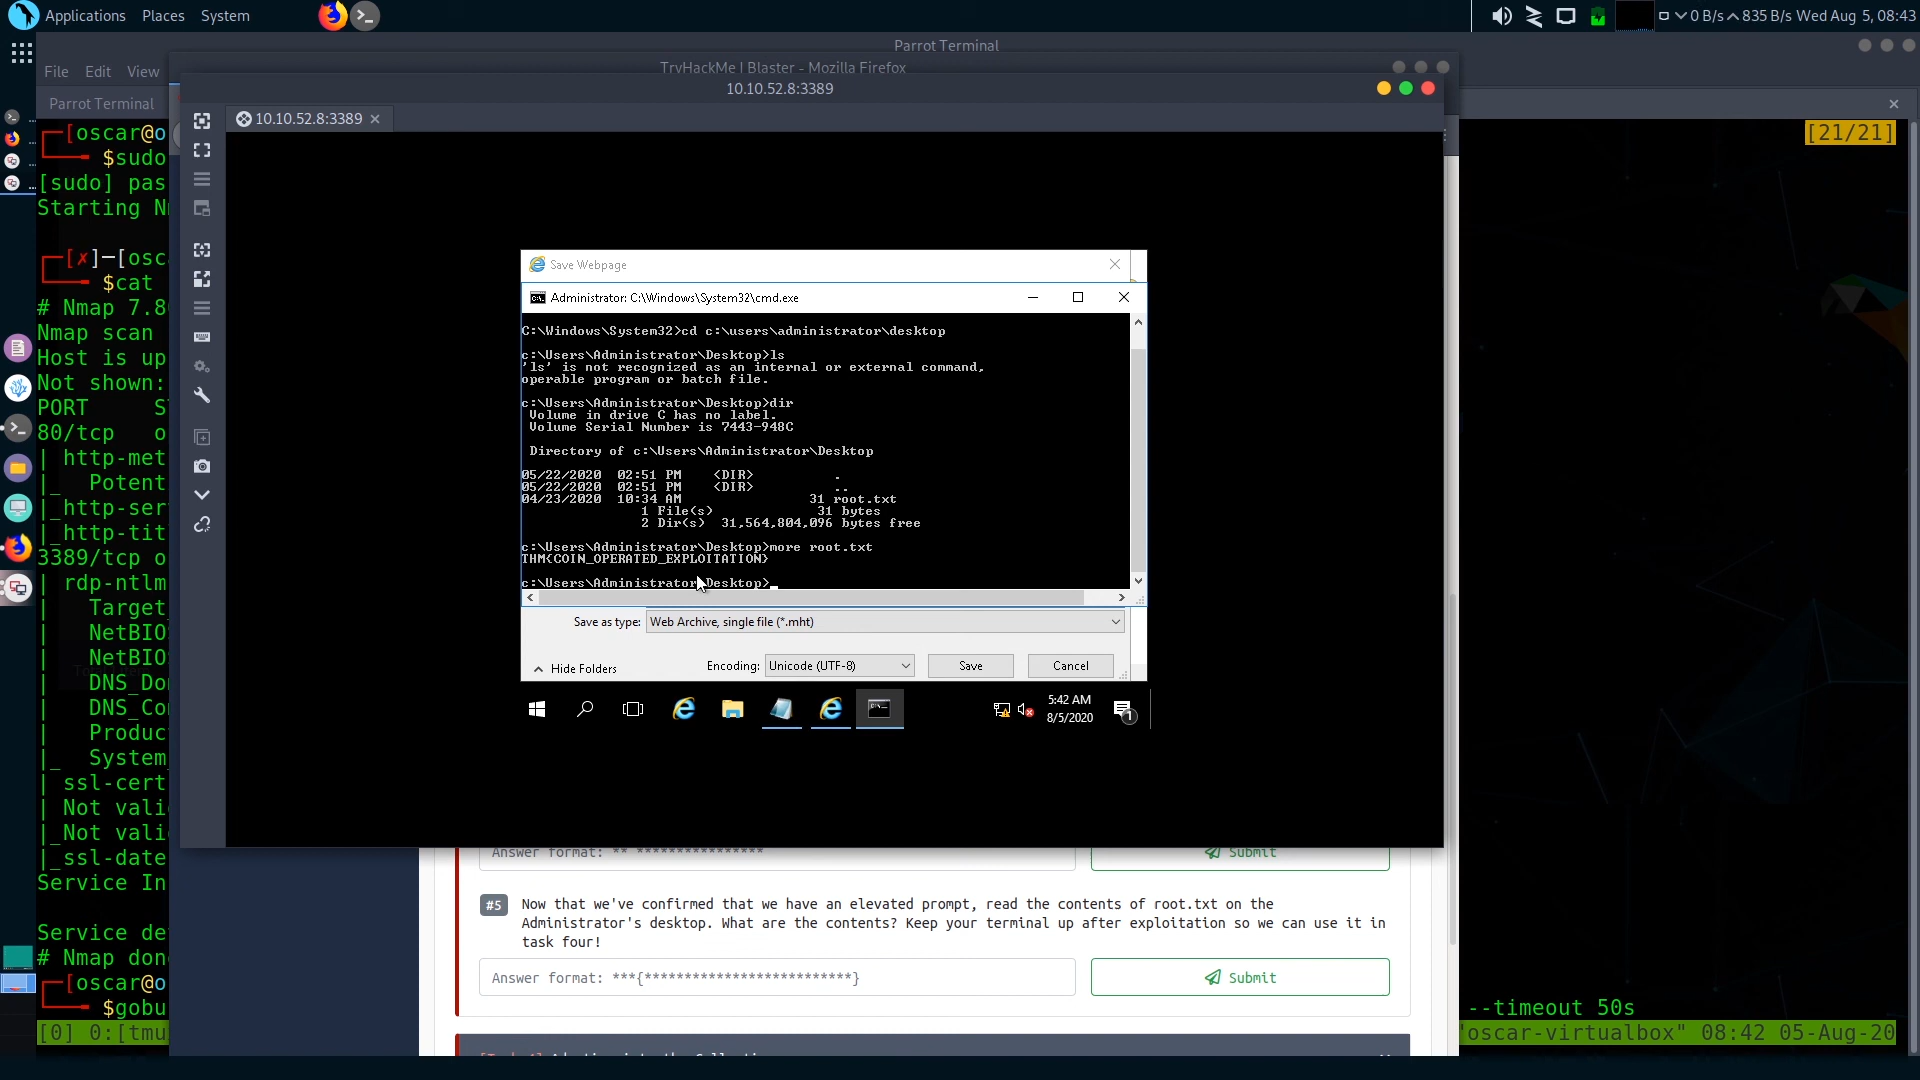 Applications Places System
0 B/s 835 B/s Wed Aug 5, 08:43
Parrot Terminal
File Edit View
TryHackMe | Blaster - Mozilla Firefox
10.10.52.8:3389
Parrot Terminal
10.10.52.8:3389
[oscar@o
$sudo
[sudo] pas
Starting N
[✗]─[osc
$cat
# Nmap 7.8
Nmap scan
Host is up
Not shown:
PORT S
80/tcp o
| http-met
|_ Potent
|_http-ser
|_http-tit
3389/tcp o
| rdp-ntlm
| Target
| NetBIO
| NetBIO
| DNS_Do
| DNS_Co
| Produc
|_ System
| ssl-cert
| Not vali
|_Not vali
|_ssl-date
Service In
Service de
# Nmap don
[oscar@o
$gobu
[0] 0:[tmu
[21/21]
Save Webpage
Administrator: C:\Windows\System32\cmd.exe
C:\Windows\System32>cd c:\users\administrator\desktop
c:\Users\Administrator\Desktop>ls
'ls' is not recognized as an internal or external command,
operable program or batch file.
c:\Users\Administrator\Desktop>dir
Volume in drive C has no label.
Volume Serial Number is 7443-948C
Directory of c:\Users\Administrator\Desktop
05/22/2020 02:51 PM <DIR> .
05/22/2020 02:51 PM <DIR> ..
04/23/2020 10:34 AM 31 root.txt
1 File(s) 31 bytes
2 Dir(s) 31,564,804,096 bytes free
c:\Users\Administrator\Desktop>more root.txt
THM{COIN_OPERATED_EXPLOITATION}
c:\Users\Administrator\Desktop>_
Save as type: Web Archive, single file (*.mht)
Hide Folders Encoding: Unicode (UTF-8) Save Cancel
5:42 AM
8/5/2020
1
Answer format: ** ****************
Submit
#5 Now that we've confirmed that we have an elevated prompt, read the contents of root.txt on the
Administrator's desktop. What are the contents? Keep your terminal up after exploitation so we can use it in
task four!
Answer format: ***{**************************}
Submit
--timeout 50s
"oscar-virtualbox" 08:42 05-Aug-20